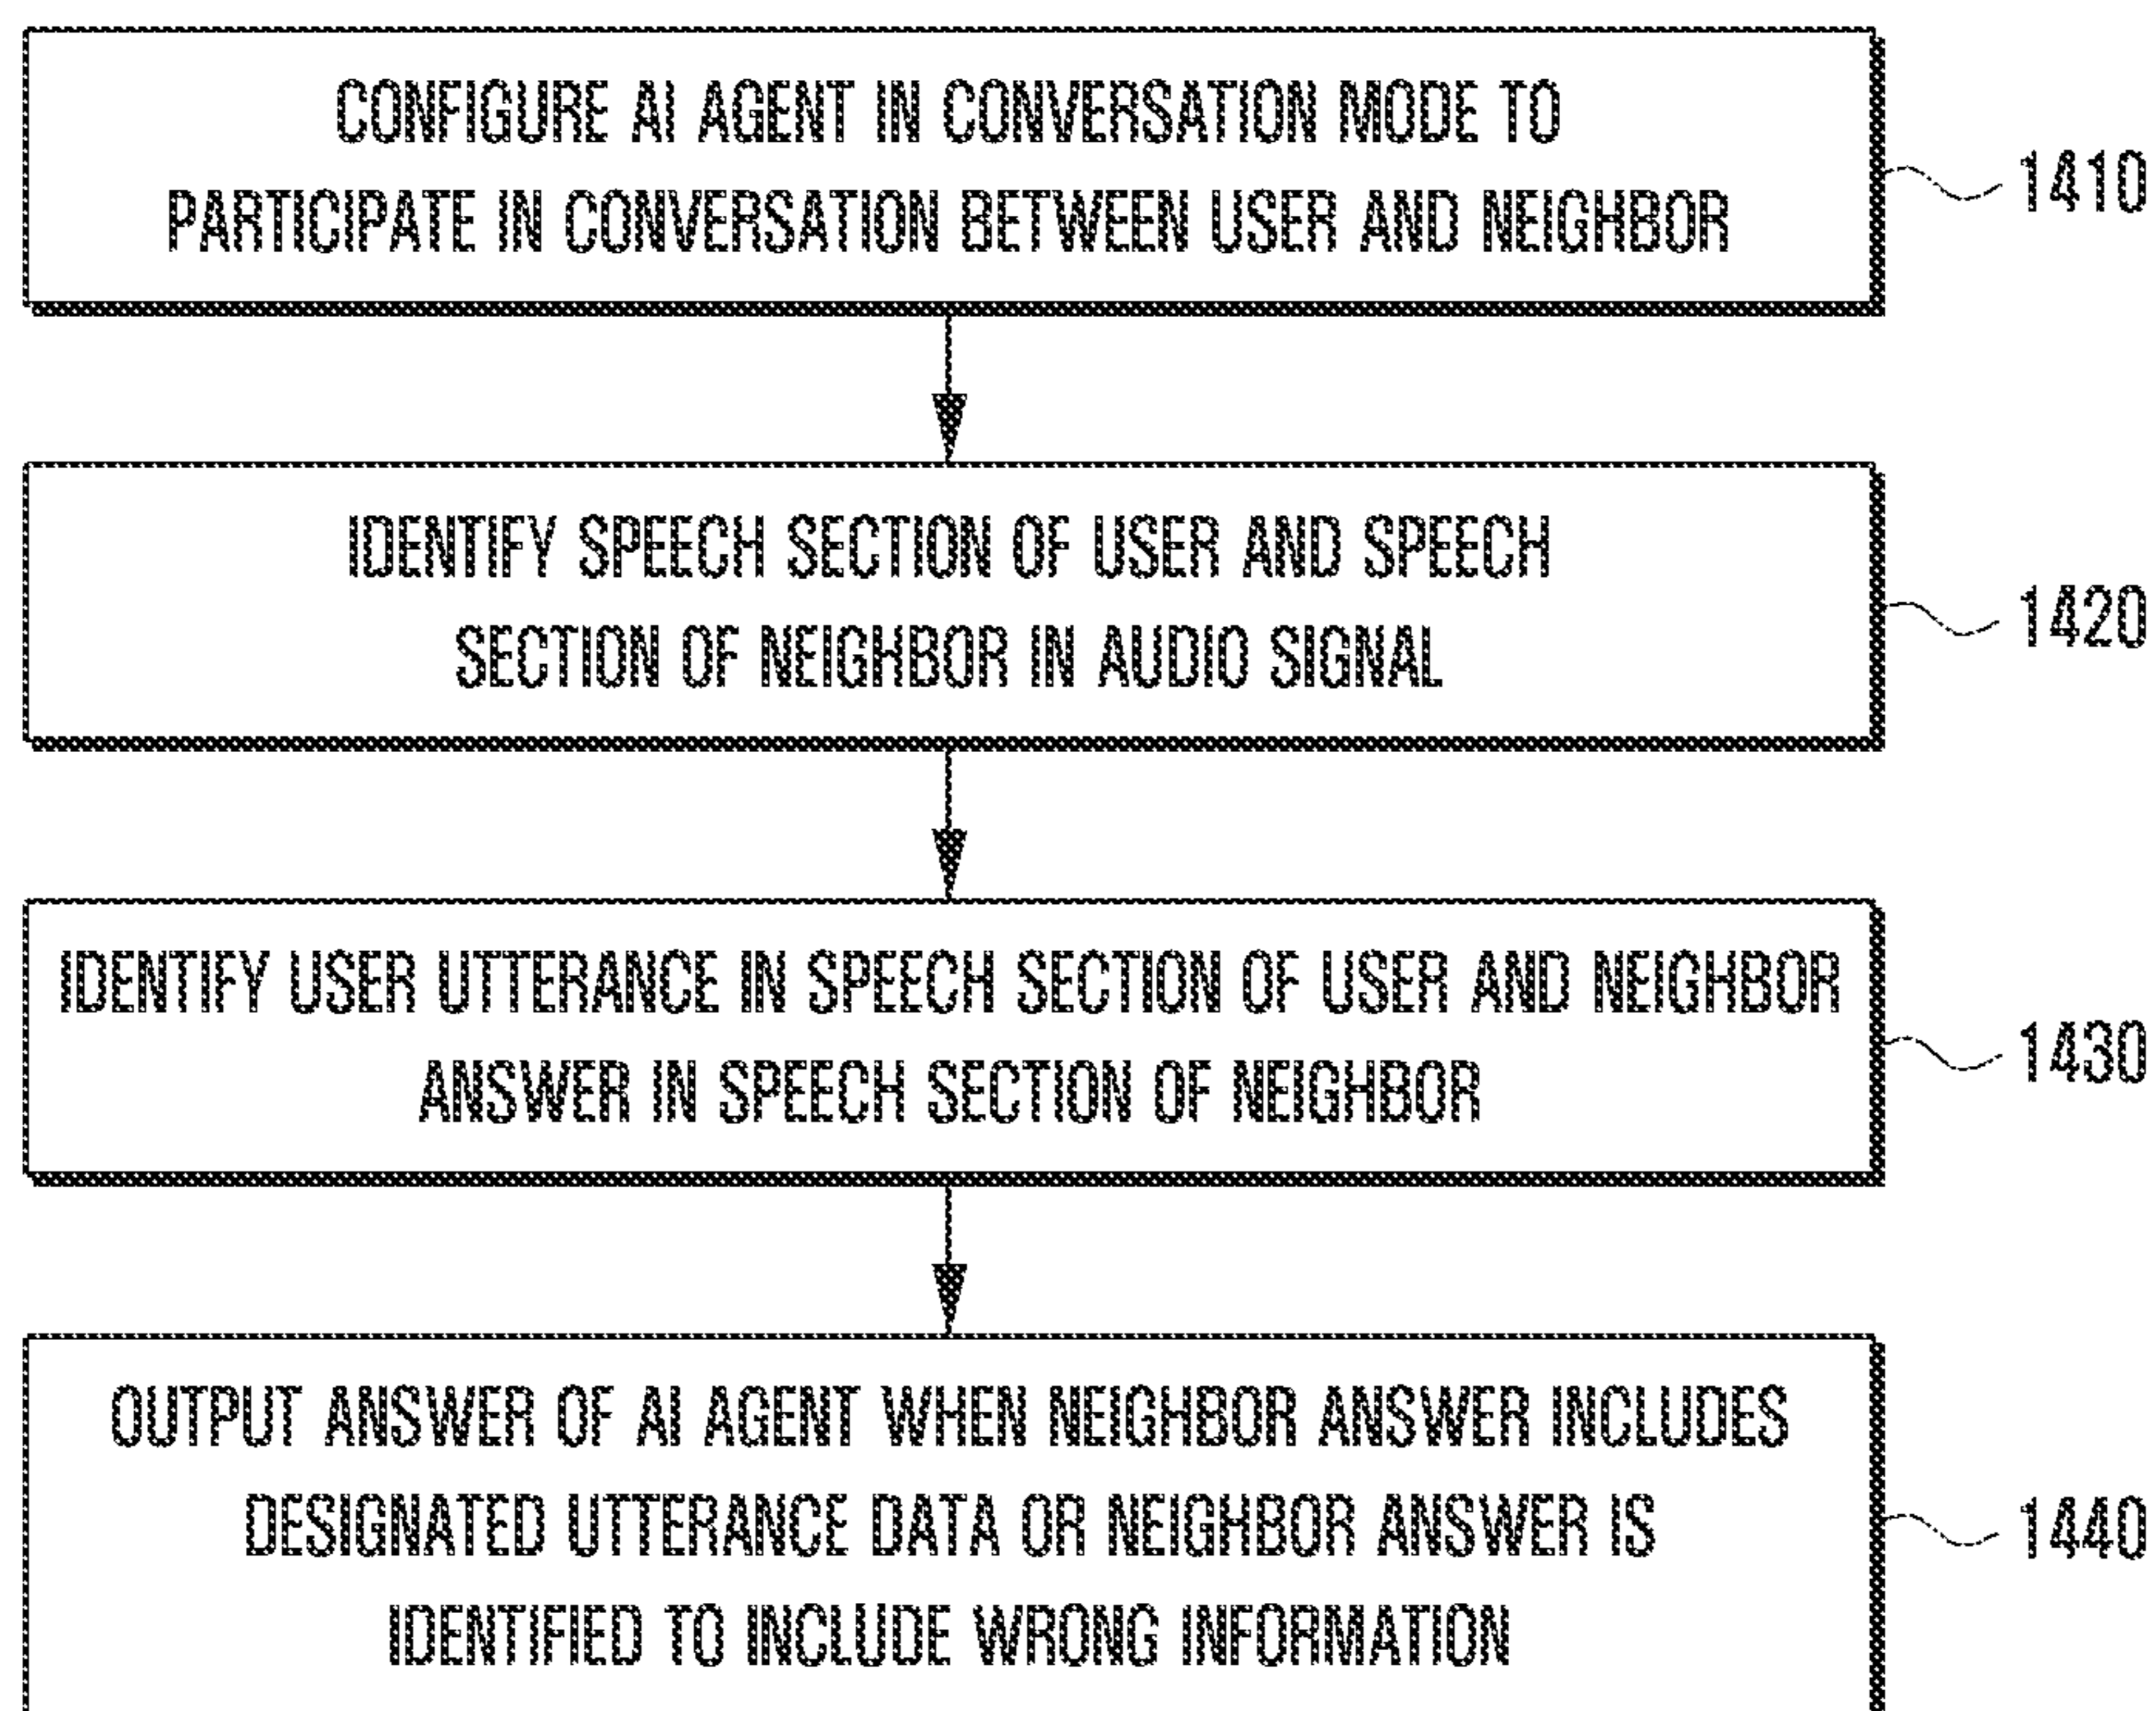 CONFIGURE AI AGENT IN CONVERSATION MODE TO
PARTICIPATE IN CONVERSATION BETWEEN USER AND NEIGHBOR
1410
IDENTIFY SPEECH SECTION OF USER AND SPEECH
SECTION OF NEIGHBOR IN AUDIO SIGNAL
1420
IDENTIFY USER UTTERANCE IN SPEECH SECTION OF USER AND NEIGHBOR
ANSWER IN SPEECH SECTION OF NEIGHBOR
1430
OUTPUT ANSWER OF AI AGENT WHEN NEIGHBOR ANSWER INCLUDES
DESIGNATED UTTERANCE DATA OR NEIGHBOR ANSWER IS
IDENTIFIED TO INCLUDE WRONG INFORMATION
1440